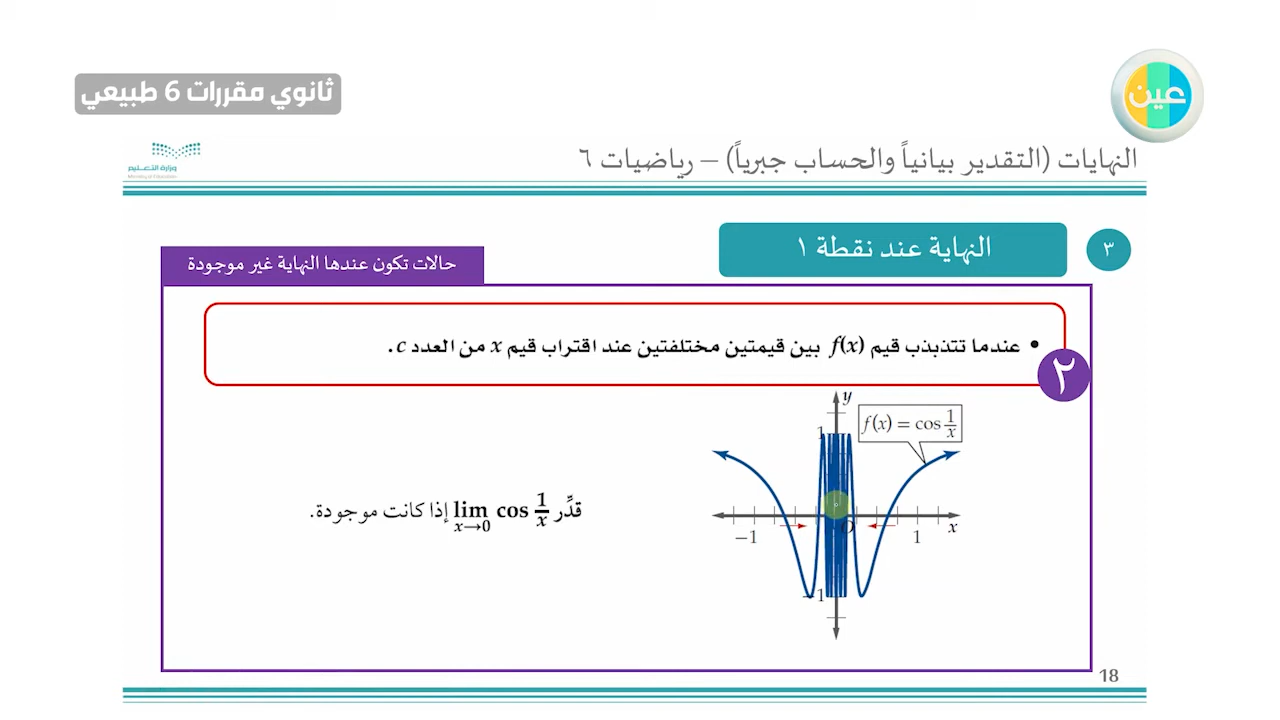 ثانوي مقررات 6 طبيعي
عين
وزارة التعليم
Ministry of Education
النهايات (التقدير بيانياً والحساب جبرياً) – رياضيات ٦
٣
النهاية عند نقطة ١
حالات تكون عندها النهاية غير موجودة
• عندما تتذبذب قيم f(x) بين قيمتين مختلفتين عند اقتراب قيم x من العدد c.
٢
y
f(x) = cos 1/x
1
قدِّر lim x→0 cos 1/x إذا كانت موجودة.
−1
O
1
x
−1
18